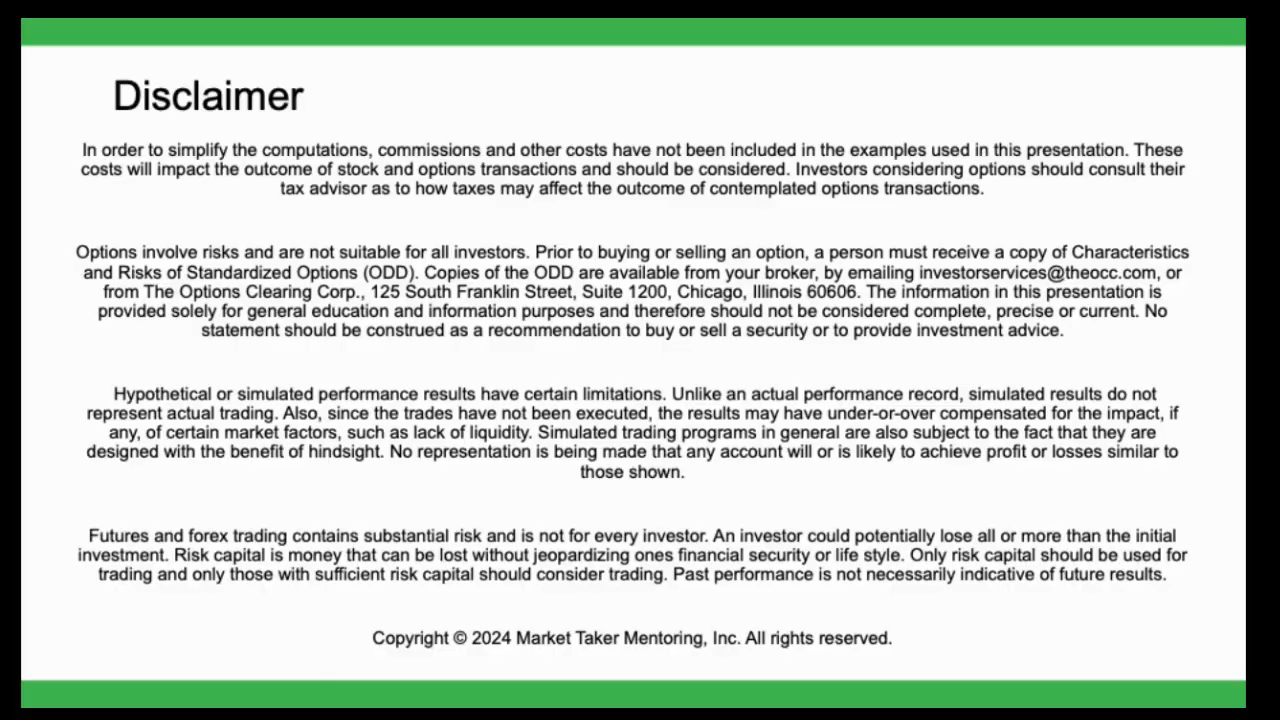 Disclaimer
In order to simplify the computations, commissions and other costs have not been included in the examples used in this presentation. These
costs will impact the outcome of stock and options transactions and should be considered. Investors considering options should consult their
tax advisor as to how taxes may affect the outcome of contemplated options transactions.
Options involve risks and are not suitable for all investors. Prior to buying or selling an option, a person must receive a copy of Characteristics
and Risks of Standardized Options (ODD). Copies of the ODD are available from your broker, by emailing investorservices@theocc.com, or
from The Options Clearing Corp., 125 South Franklin Street, Suite 1200, Chicago, Illinois 60606. The information in this presentation is
provided solely for general education and information purposes and therefore should not be considered complete, precise or current. No
statement should be construed as a recommendation to buy or sell a security or to provide investment advice.
Hypothetical or simulated performance results have certain limitations. Unlike an actual performance record, simulated results do not
represent actual trading. Also, since the trades have not been executed, the results may have under-or-over compensated for the impact, if
any, of certain market factors, such as lack of liquidity. Simulated trading programs in general are also subject to the fact that they are
designed with the benefit of hindsight. No representation is being made that any account will or is likely to achieve profit or losses similar to
those shown.
Futures and forex trading contains substantial risk and is not for every investor. An investor could potentially lose all or more than the initial
investment. Risk capital is money that can be lost without jeopardizing ones financial security or life style. Only risk capital should be used for
trading and only those with sufficient risk capital should consider trading. Past performance is not necessarily indicative of future results.
Copyright © 2024 Market Taker Mentoring, Inc. All rights reserved.